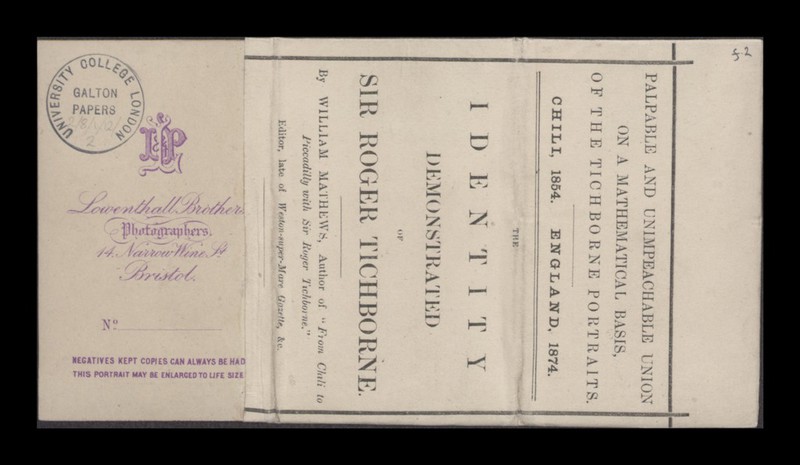 UNIVERSITY COLLEGE LONDON
GALTON
PAPERS
2
LP
Lowenthall Brothers
Photographers,
14. Narrow Wine St
Bristol.
No.
NEGATIVES KEPT COPIES CAN ALWAYS BE HAD
THIS PORTRAIT MAY BE ENLARGED TO LIFE SIZE
52
PALPABLE AND UNIMPEACHABLE UNION
ON A MATHEMATICAL BASIS,
OF THE TICHBORNE PORTRAITS.
CHILI, 1854. ENGLAND, 1874.
THE
IDENTITY
DEMONSTRATED
OF
SIR ROGER TICHBORNE.
By WILLIAM MATHEWS, Author of "From Chili to
Piccadilly with Sir Roger Tichborne."
Editor, late of Weston-super-Mare Gazette, &c.